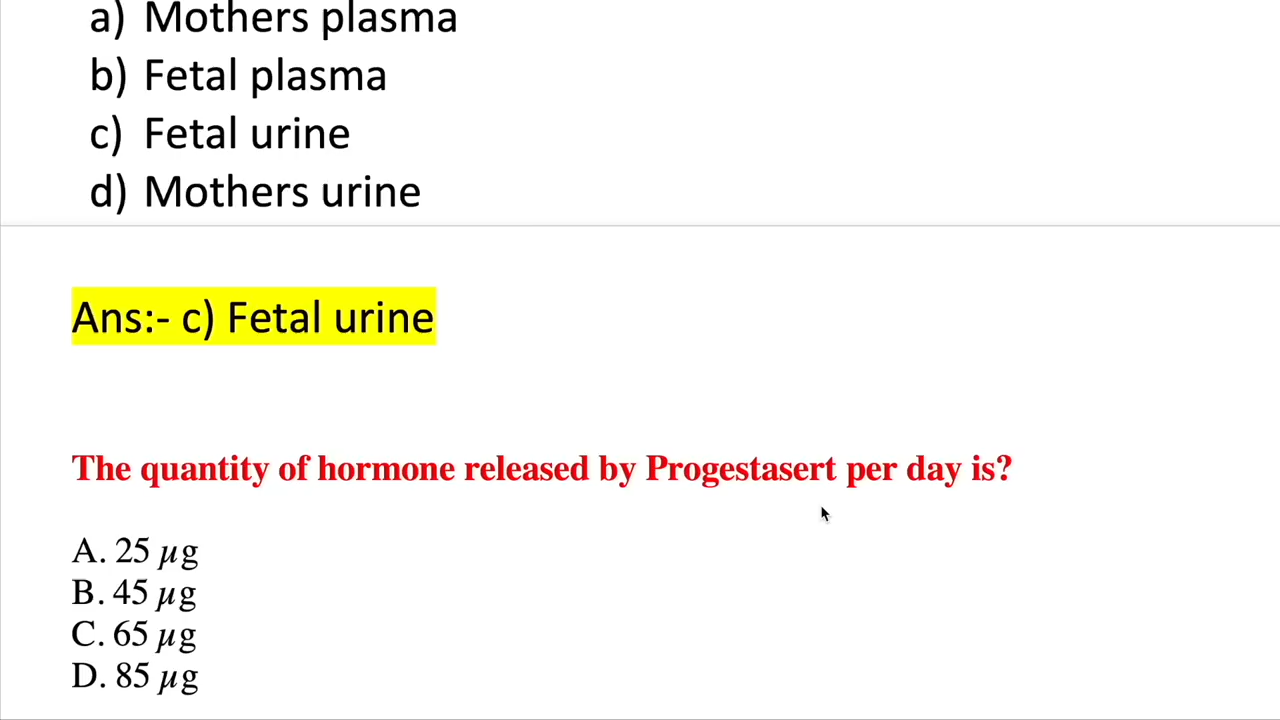 a) Mothers plasma
b) Fetal plasma
c) Fetal urine
d) Mothers urine
Ans:- c) Fetal urine
The quantity of hormone released by Progestasert per day is?
A. 25 µg
B. 45 µg
C. 65 µg
D. 85 µg